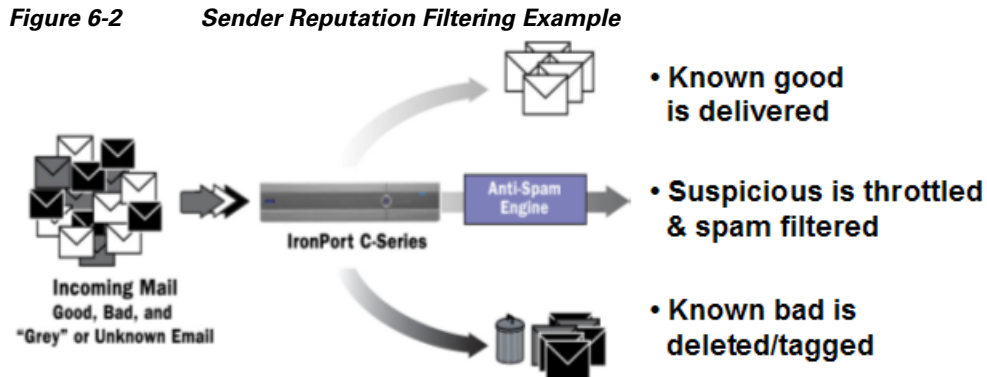 Figure 6-2 Sender Reputation Filtering Example
• Known good
is delivered
Anti-Spam
Engine
• Suspicious is throttled
& spam filtered
IronPort C-Series
Incoming Mail
Good, Bad, and
“Grey” or Unknown Email
• Known bad is
deleted/tagged